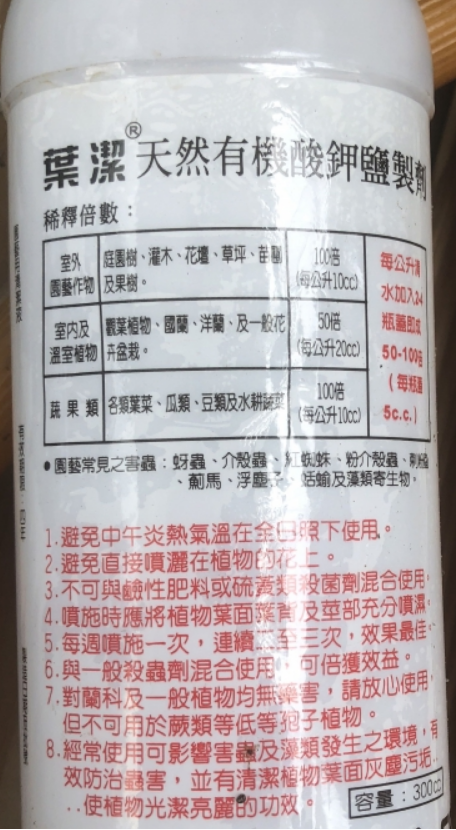 葉潔®天然有機酸鉀鹽製劑
稀釋倍數：
室外
園藝作物
庭園樹、灌木、花壇、草坪、苗圃
及果樹。
100倍
(每公升10cc)
室內及
溫室植物
觀葉植物、國蘭、洋蘭、及一般花
卉盆栽。
50倍
(每公升20cc)
蔬果類
各類葉菜、瓜類、豆類及水耕蔬菜
100倍
(每公升10cc)
每公升清
水加入2-4
瓶蓋即成
50-100倍
(每瓶蓋
5c.c.)
●園藝常見之害蟲：蚜蟲、介殼蟲、紅蜘蛛、粉介殼蟲、
、薊馬、浮塵子、蛞蝓及藻類寄生物。
1.避免中午炎熱氣溫在全日照下使用。
2.避免直接噴灑在植物的花上。
3.不可與鹼性肥料或硫黃類殺菌劑混合使用。
4.噴施時應將植物葉面葉背及莖部充分噴濕。
5.每週噴施一次，連續二至三次，效果最佳。
6.與一般殺蟲劑混合使用，可倍獲效益。
7.對蘭科及一般植物均無藥害，請放心使用，
但不可用於蕨類等低等孢子植物。
8.經常使用可影響害蟲及藻類發生之環境，有
效防治蟲害，並有清潔植物葉面灰塵污垢..
..使植物光潔亮麗的功效。
容量：300cc